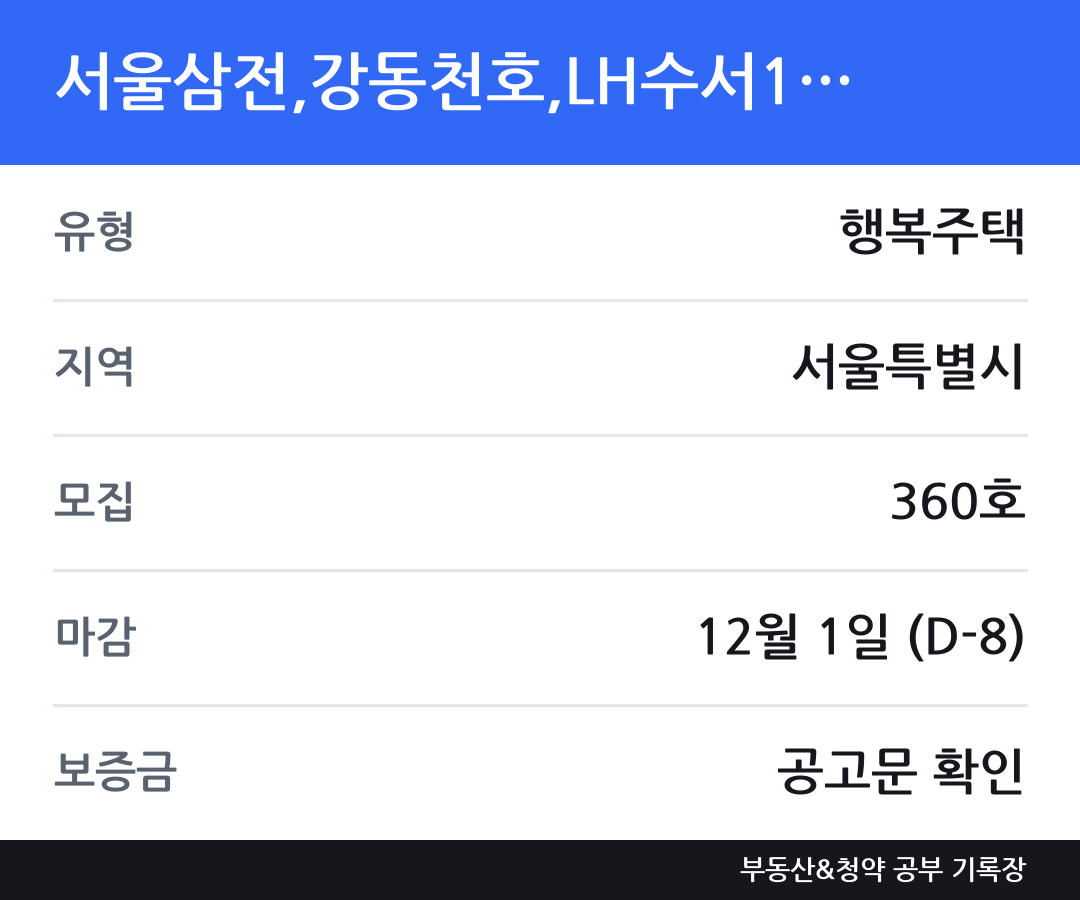 서울삼전,강동천호,LH수서1…
유형 행복주택
지역 서울특별시
모집 360호
마감 12월 1일 (D-8)
보증금 공고문 확인
부동산&청약 공부 기록장